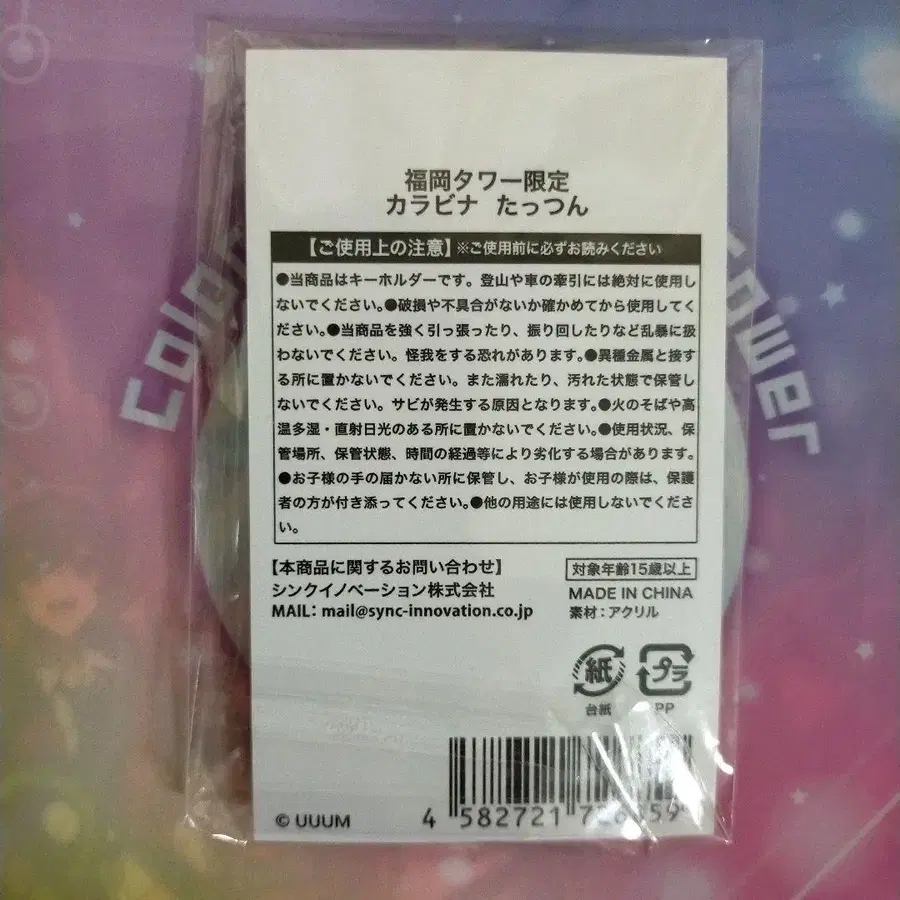 福岡タワー限定
カラビナ たっつん
【ご使用上の注意】※ご使用前に必ずお読みください
●当商品はキーホルダーです。登山や車の牽引には絶対に使用し
ないでください。●破損や不具合がないか確かめてから使用してく
ださい。●当商品を強く引っ張ったり、振り回したりなど乱暴に扱
わないでください。怪我をする恐れがあります。●異種金属と接す
る所に置かないでください。また濡れたり、汚れた状態で保管し
ないでください。サビが発生する原因となります。●火のそばや高
温多湿・直射日光のある所に置かないでください。●使用状況、保
管場所、保管状態、時間の経過等により劣化する場合があります。
●お子様の手の届かない所に保管し、お子様が使用の際は、保護
者の方が付き添ってください。●他の用途には使用しないでくださ
い。
【本商品に関するお問い合わせ】
シンクイノベーション株式会社
MAIL: mail@sync-innovation.co.jp
対象年齢15歳以上
MADE IN CHINA
素材:アクリル
紙
プラ
台紙
PP
© UUUM
4 582721